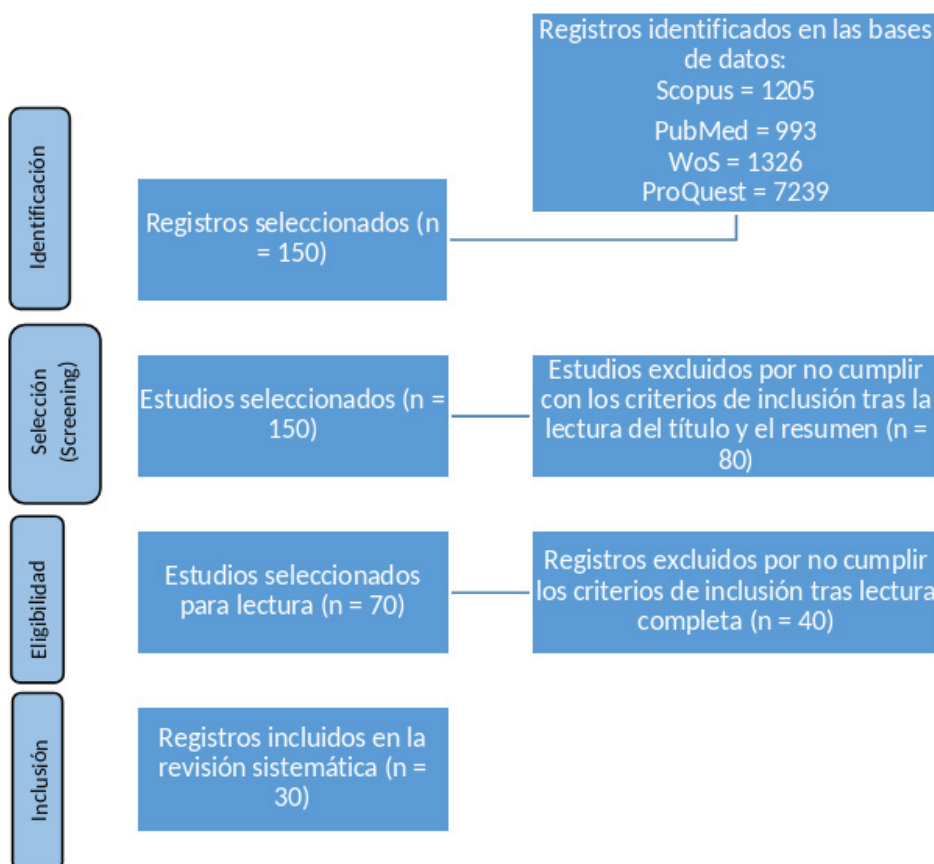 Registros identificados en las bases
de datos:
Scopus = 1205
PubMed = 993
WoS = 1326
ProQuest = 7239
Identificación
Registros seleccionados (n
= 150)
Selección
(Screening)
Estudios seleccionados (n =
150)
Estudios excluidos por no cumplir
con los criterios de inclusión tras la
lectura del título y el resumen (n =
80)
Eligibilidad
Estudios seleccionados
para lectura (n = 70)
Registros excluidos por no cumplir
los criterios de inclusión tras lectura
completa (n = 40)
Inclusión
Registros incluidos en la
revisión sistemática (n =
30)